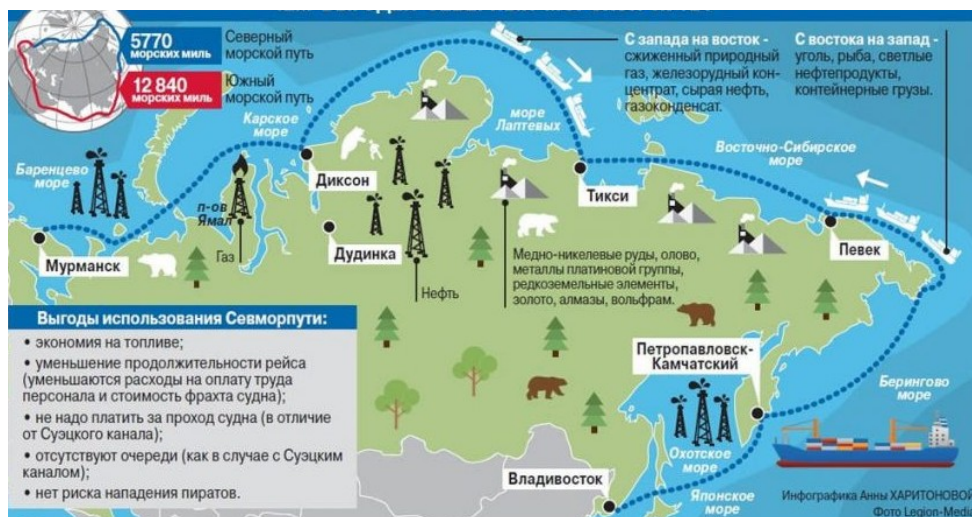 5770
морских миль
Северный
морской путь
12 840
морских миль
Южный
морской путь
С запада на восток -
сжиженный природный
газ, железорудный кон-
центрат, сырая нефть,
газоконденсат.
С востока на запад -
уголь, рыба, светлые
нефтепродукты,
контейнерные грузы.
Карское
море
море
Лаптевых
Восточно-Сибирское
море
Баренцево
море
п-ов
Ямал
Газ
Диксон
Тикси
Мурманск
Дудинка
Певек
Нефть
Медно-никелевые руды, олово,
металлы платиновой группы,
редкоземельные элементы,
золото, алмазы, вольфрам.
Выгоды использования Севморпути:
• экономия на топливе;
• уменьшение продолжительности рейса
(уменьшаются расходы на оплату труда
персонала и стоимость фрахта судна);
• не надо платить за проход судна (в отличие
от Суэцкого канала);
• отсутствуют очереди (как в случае с Суэцким
каналом);
• нет риска нападения пиратов.
Петропавловск-
Камчатский
Берингово
море
Охотское
море
Владивосток
Японское
море
Инфографика Анны ХАРИТОНОВОЙ
Фото Legion-Media